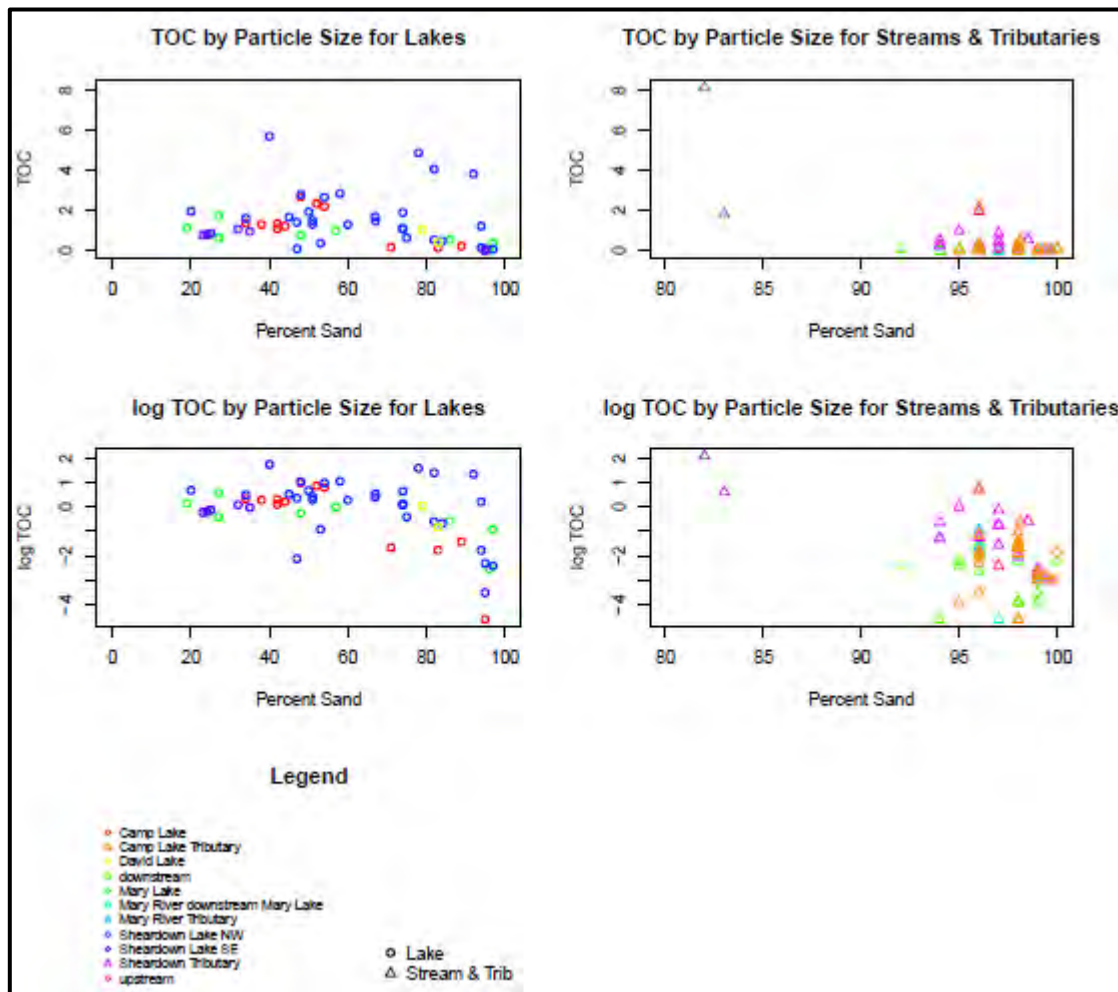 TOC by Particle Size for Lakes
TOC
8
6
4
2
0
0 20 40 60 80 100
Percent Sand
TOC by Particle Size for Streams & Tributaries
TOC
8
6
4
2
0
80 85 90 95 100
Percent Sand
log TOC by Particle Size for Lakes
log TOC
2
1
0
−2
−4
0 20 40 60 80 100
Percent Sand
log TOC by Particle Size for Streams & Tributaries
log TOC
2
1
0
−2
−4
80 85 90 95 100
Percent Sand
Legend
Camp Lake
Camp Lake Tributary
David Lake
downstream
Mary Lake
Mary River downstream Mary Lake
Mary River Tributary
Sheardown Lake NW
Sheardown Lake SE
Sheardown Tributary
upstream
Lake
Stream & Trib